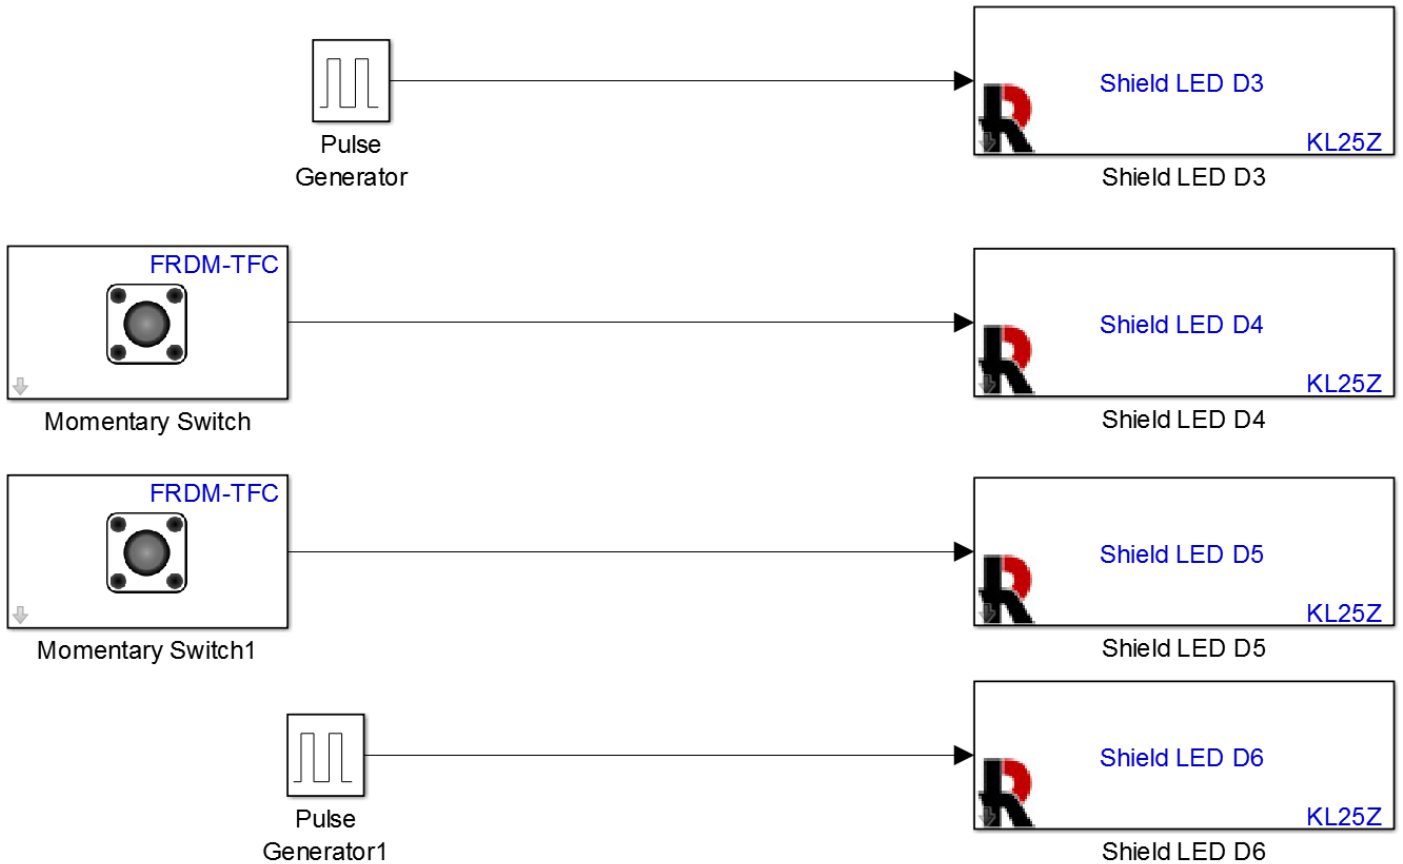 Shield LED D3
KL25Z
Pulse
Generator
Shield LED D3
FRDM-TFC
Momentary Switch
Shield LED D4
KL25Z
Shield LED D4
FRDM-TFC
Momentary Switch1
Shield LED D5
KL25Z
Shield LED D5
Pulse
Generator1
Shield LED D6
KL25Z
Shield LED D6